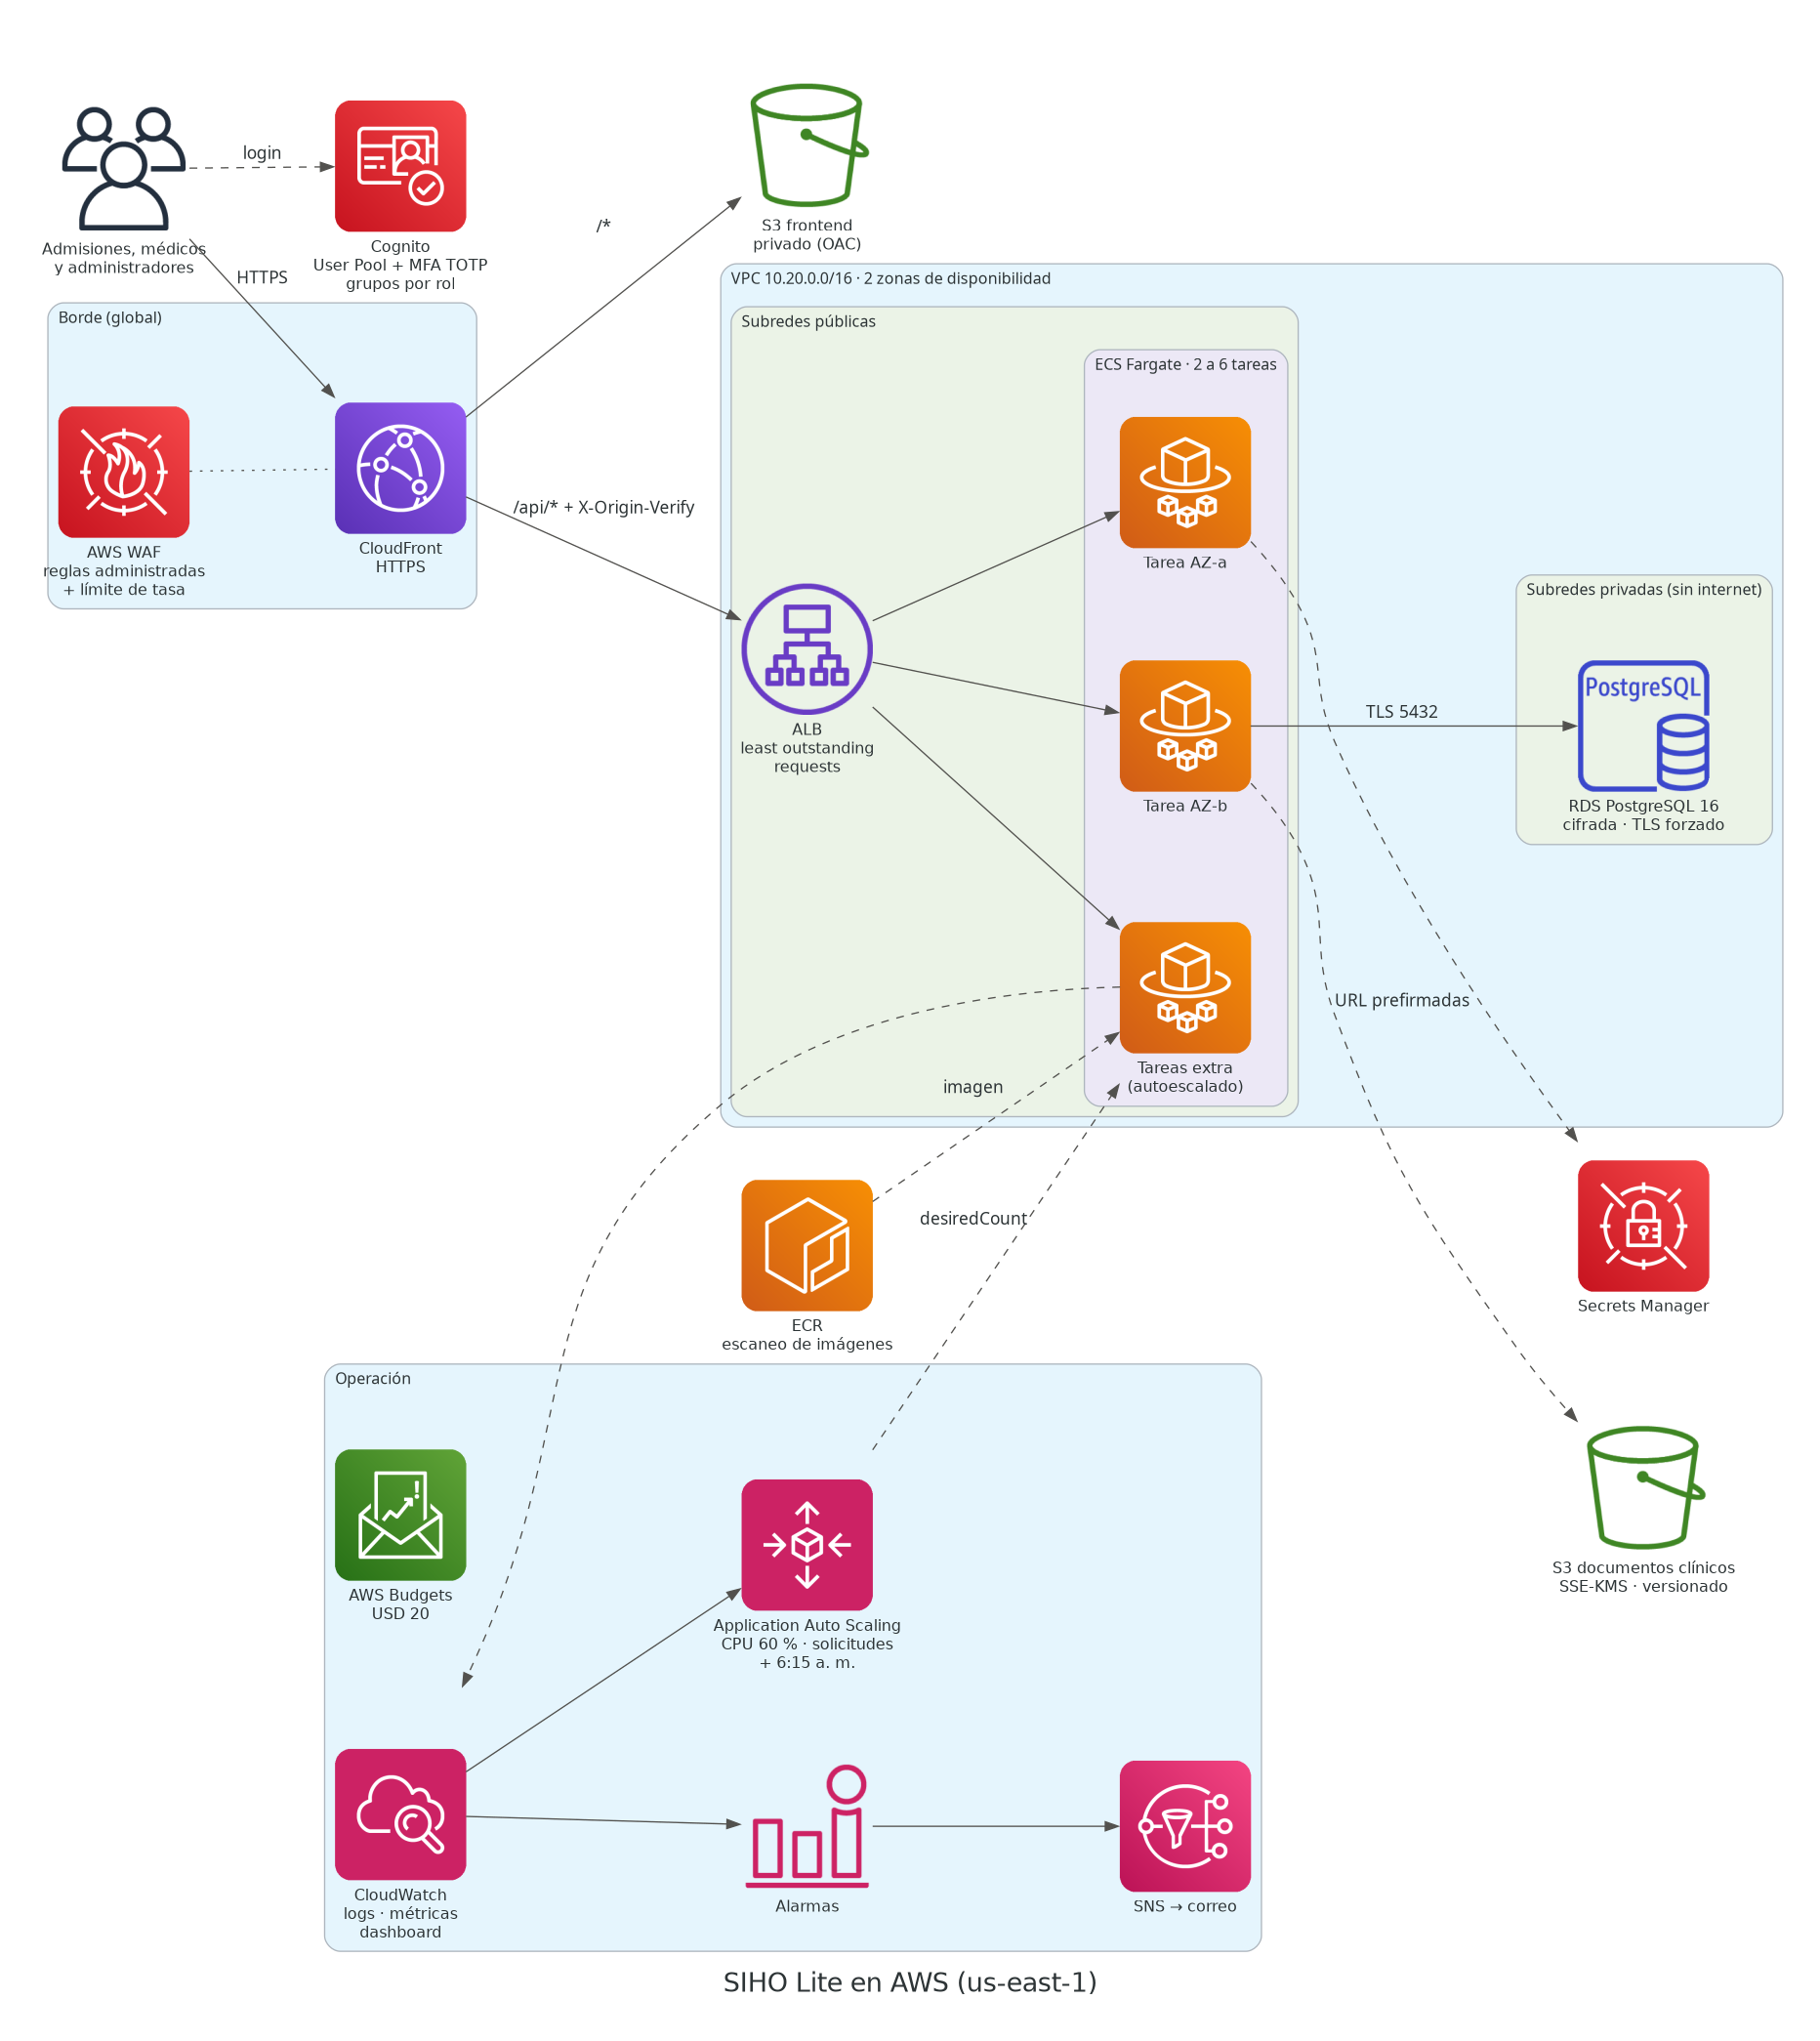 login
Admisiones, médicos
y administradores
Cognito
User Pool + MFA TOTP
grupos por rol
HTTPS
/*
S3 frontend
privado (OAC)
Borde (global)
AWS WAF
reglas administradas
+ límite de tasa
CloudFront
HTTPS
/api/* + X-Origin-Verify
VPC 10.20.0.0/16 · 2 zonas de disponibilidad
Subredes públicas
ECS Fargate · 2 a 6 tareas
Tarea AZ-a
ALB
least outstanding
requests
Tarea AZ-b
TLS 5432
Subredes privadas (sin internet)
PostgreSQL
RDS PostgreSQL 16
cifrada · TLS forzado
Tareas extra
(autoescalado)
URL prefirmadas
imagen
desiredCount
ECR
escaneo de imágenes
Secrets Manager
S3 documentos clínicos
SSE-KMS · versionado
Operación
AWS Budgets
USD 20
Application Auto Scaling
CPU 60 % · solicitudes
+ 6:15 a. m.
CloudWatch
logs · métricas
dashboard
Alarmas
SNS → correo
SIHO Lite en AWS (us-east-1)